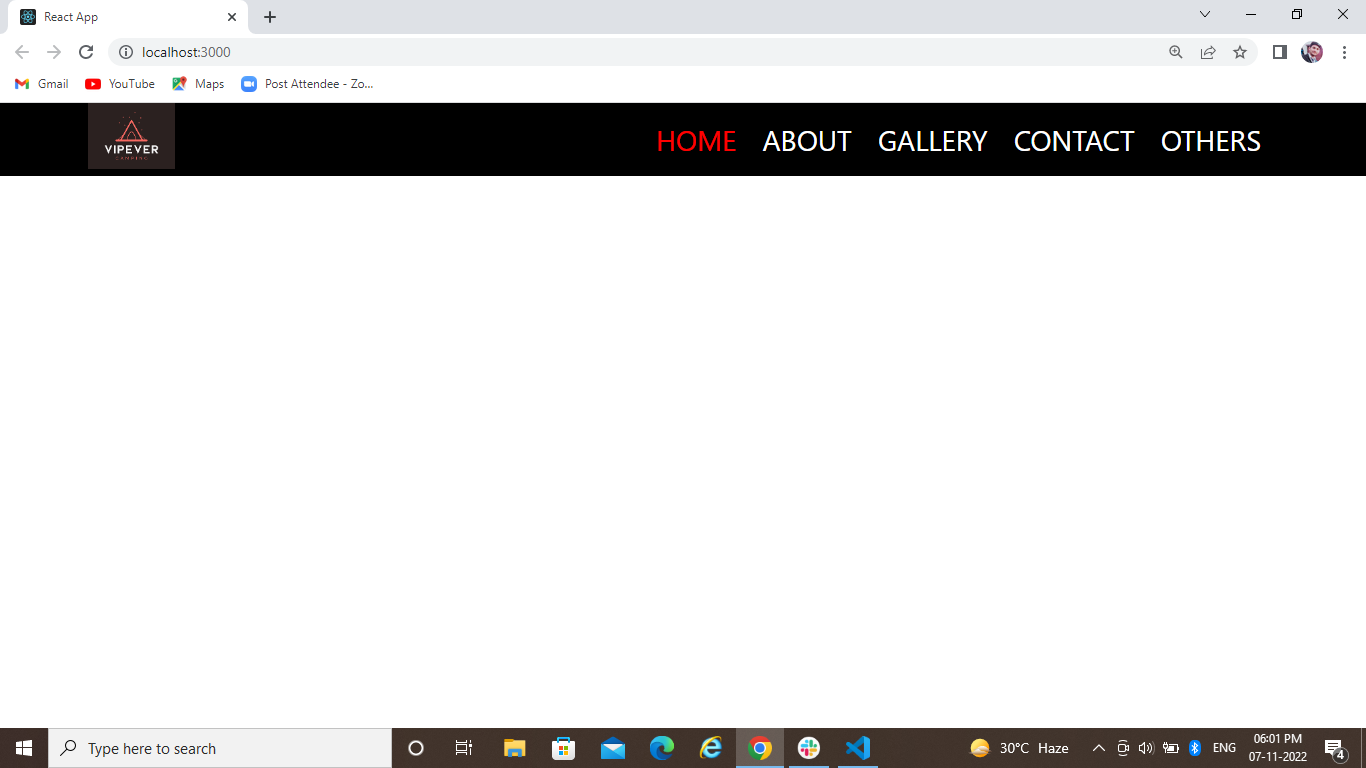 React App
localhost:3000
Gmail YouTube Maps Post Attendee - Zo...
VIPEVER
CAMPING
HOME ABOUT GALLERY CONTACT OTHERS
Type here to search
30°C Haze
ENG
06:01 PM
07-11-2022
4